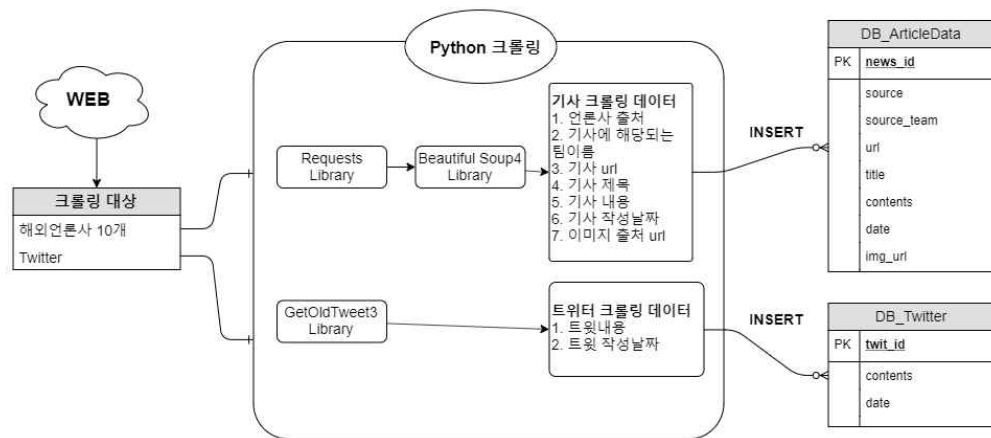 WEB
크롤링 대상
해외언론사 10개
Twitter
Python 크롤링
Requests
Library
Beautiful Soup4
Library
기사 크롤링 데이터
1. 언론사 출처
2. 기사에 해당되는
팀이름
3. 기사 url
4. 기사 제목
5. 기사 내용
6. 기사 작성날짜
7. 이미지 출처 url
GetOldTweet3
Library
트위터 크롤링 데이터
1. 트윗내용
2. 트윗 작성날짜
INSERT
INSERT
DB_ArticleData
PK news_id
source
source_team
url
title
contents
date
img_url
DB_Twitter
PK twit_id
contents
date